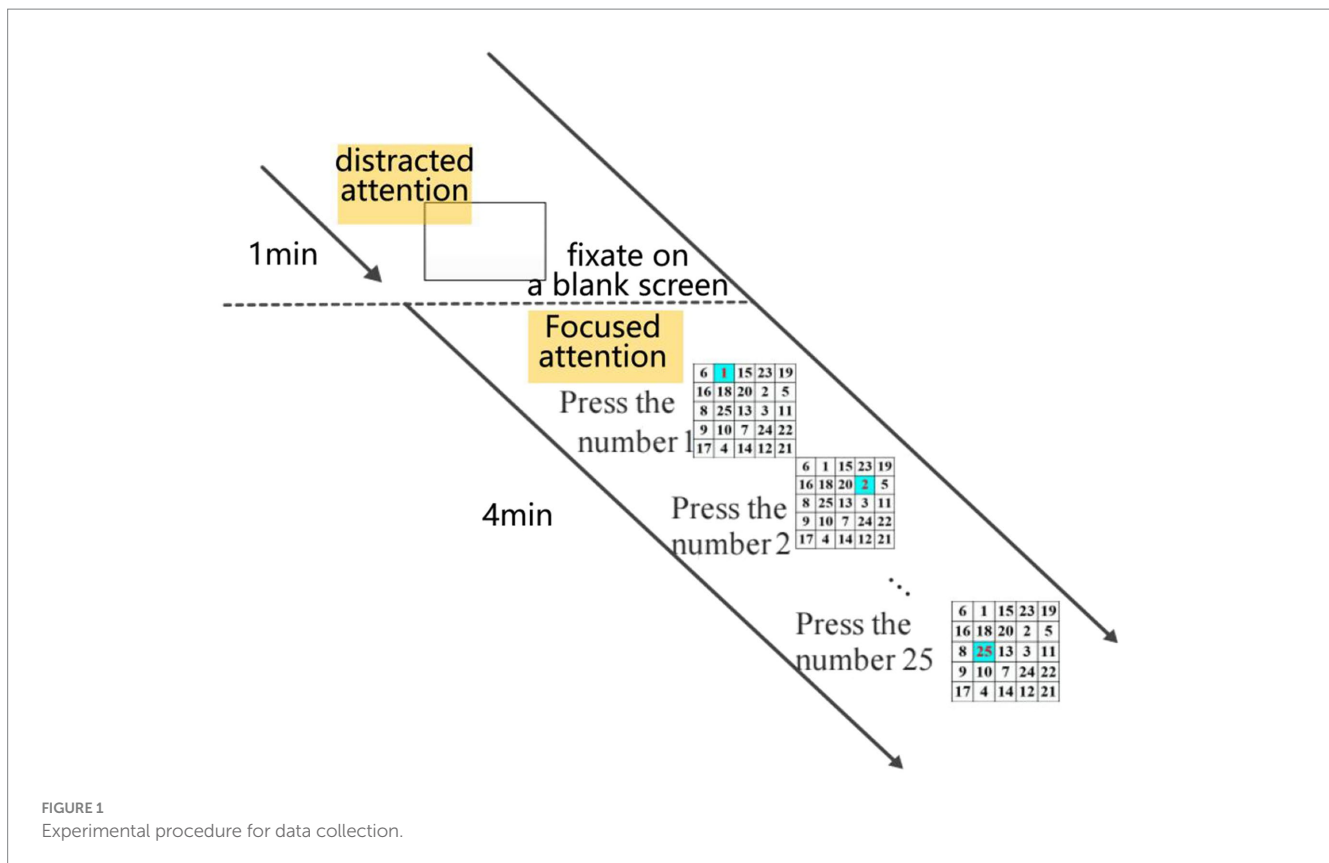 distracted
attention
1min
fixate on
a blank screen
Focused
attention
Press the
number 1
6 1 15 23 19
16 18 20 2 5
8 25 13 3 11
9 10 7 24 22
17 4 14 12 21
4min
Press the
number 2
6 1 15 23 19
16 18 20 2 5
8 25 13 3 11
9 10 7 24 22
17 4 14 12 21
⋱
Press the
number 25
6 1 15 23 19
16 18 20 2 5
8 25 13 3 11
9 10 7 24 22
17 4 14 12 21
FIGURE 1
Experimental procedure for data collection.